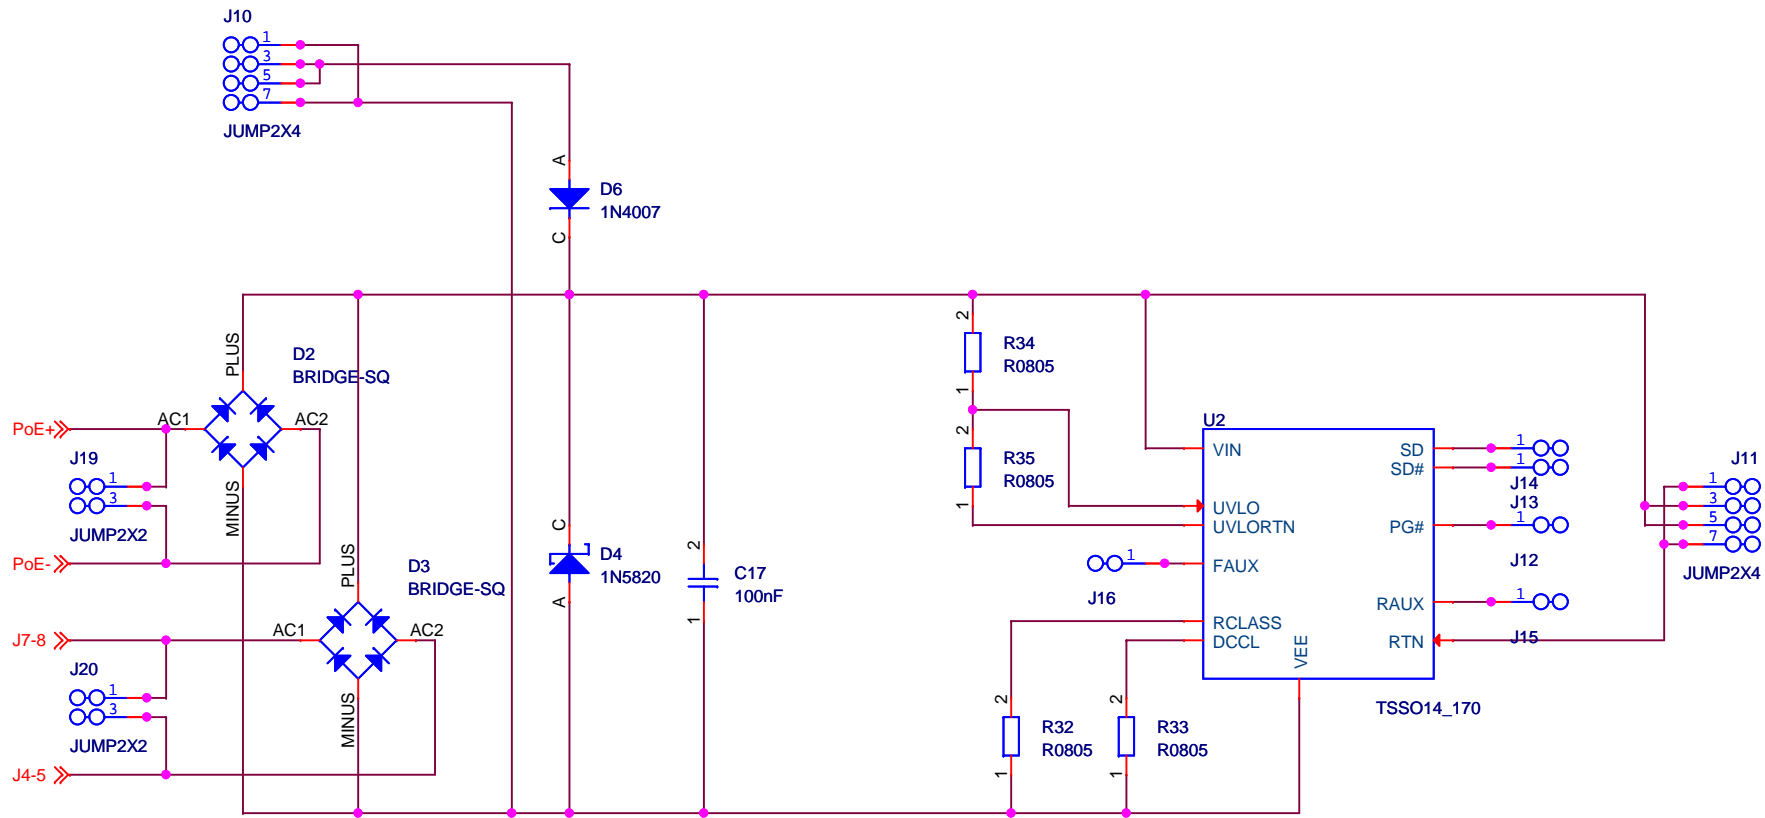 J10
1
3
5
7
JUMP2X4
A
D6
1N4007
C
PLUS
D2
BRIDGE-SQ
AC1
AC2
MINUS
PoE+
J19
1
3
JUMP2X2
PoE-
PLUS
D3
BRIDGE-SQ
AC1
AC2
MINUS
J7-8
J20
1
3
JUMP2X2
J4-5
C
D4
1N5820
A
2
C17
100nF
1
2
R34
R0805
1
2
R35
R0805
1
U2
VIN
UVLO
UVLORTN
FAUX
RCLASS
DCCL
VEE
SD
SD#
PG#
RAUX
RTN
TSSO14_170
1
J16
2
R32
R0805
1
2
R33
R0805
1
1
1
J14
J13
1
J12
1
J15
J11
1
3
5
7
JUMP2X4